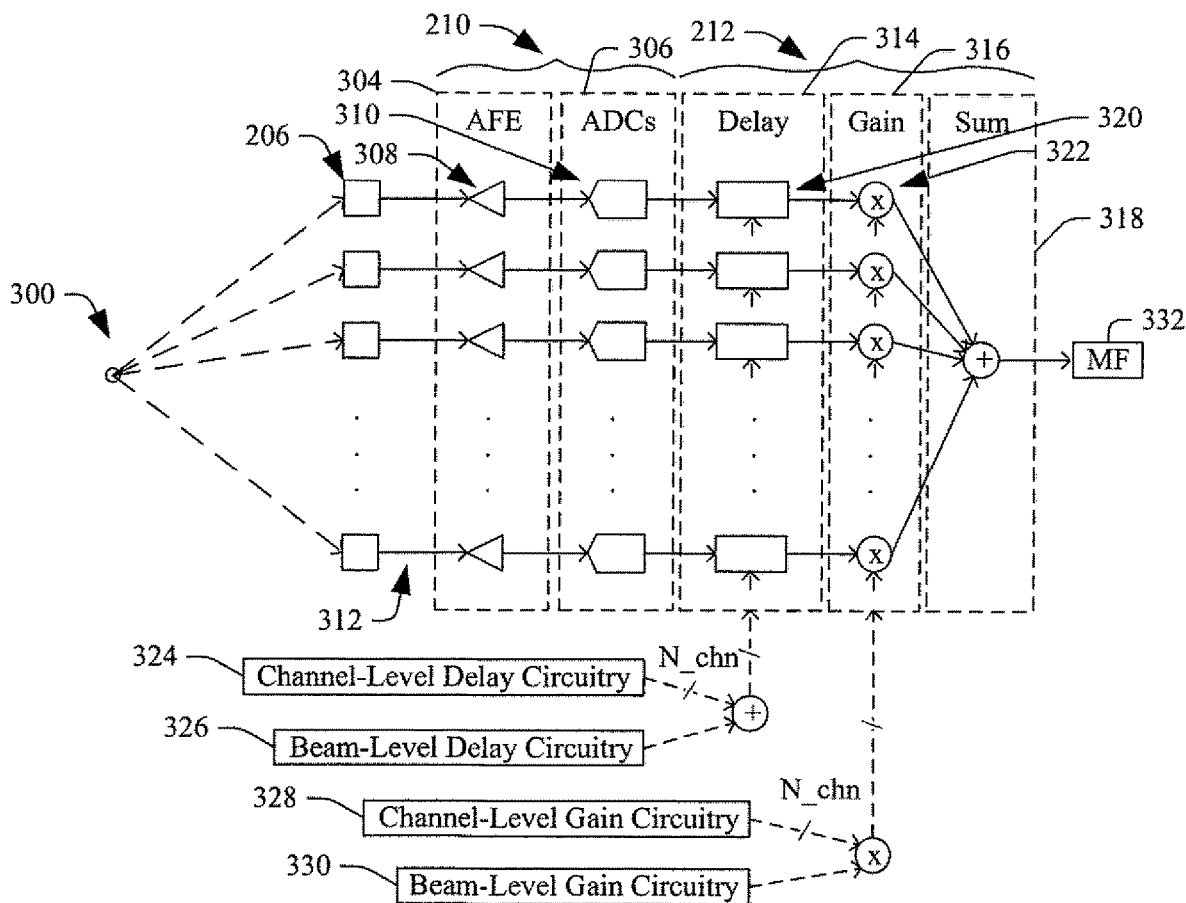 210
212
306
314
316
304
AFE
ADCs
Delay
Gain
Sum
310
320
206
308
322
x
318
x
300
332
x
+
MF
x
312
324
N_chn
Channel-Level Delay Circuitry
+
326
Beam-Level Delay Circuitry
328
N_chn
Channel-Level Gain Circuitry
x
330
Beam-Level Gain Circuitry